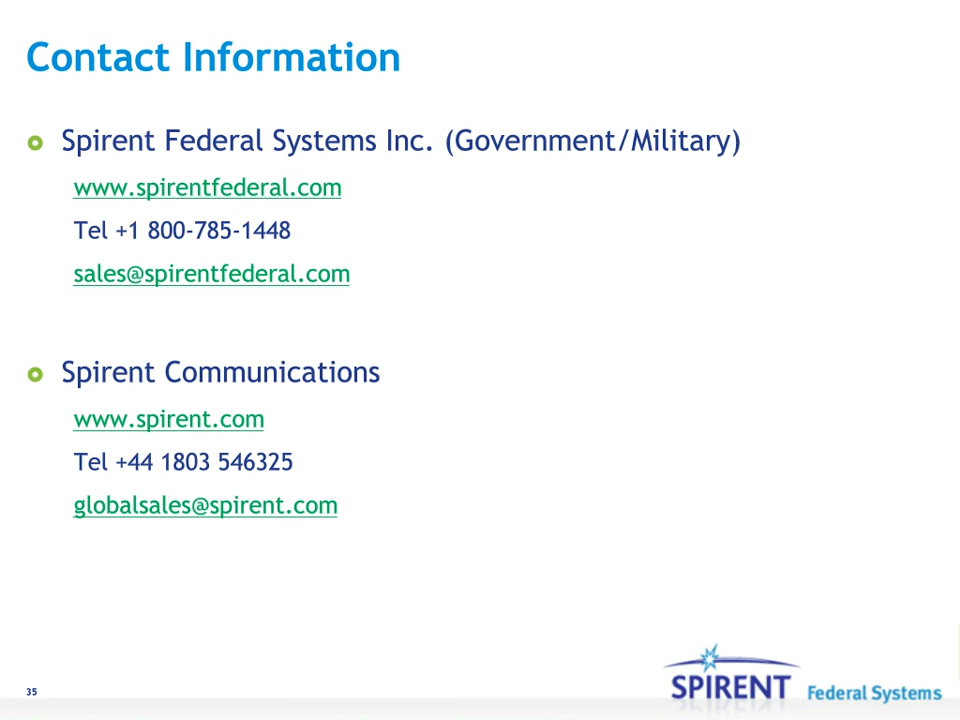 Contact Information
Spirent Federal Systems Inc. (Government/Military)
www.spirentfederal.com
Tel +1 800-785-1448
sales@spirentfederal.com
Spirent Communications
www.spirent.com
Tel +44 1803 546325
globalsales@spirent.com
35
SPIRENT Federal Systems